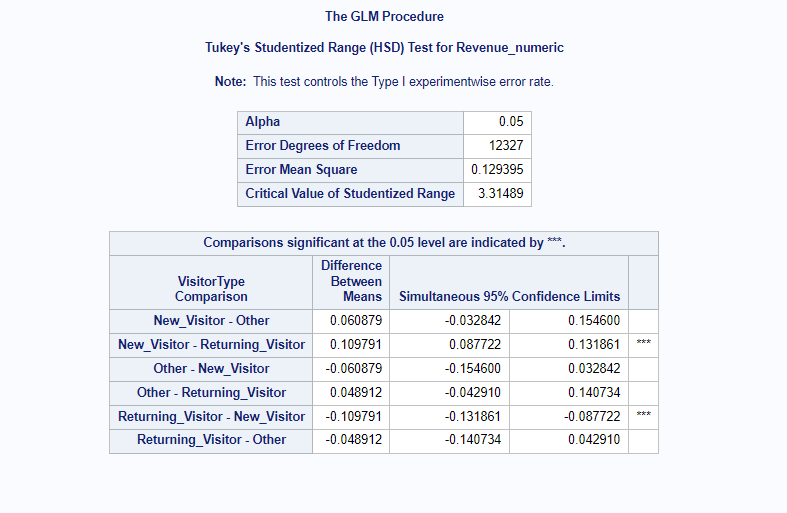 The GLM Procedure
Tukey's Studentized Range (HSD) Test for Revenue_numeric
Note: This test controls the Type I experimentwise error rate.
Alpha 0.05
Error Degrees of Freedom 12327
Error Mean Square 0.129395
Critical Value of Studentized Range 3.31489
Comparisons significant at the 0.05 level are indicated by ***.
VisitorType
Comparison
Difference
Between
Means
Simultaneous 95% Confidence Limits
New_Visitor - Other 0.060879 -0.032842 0.154600
New_Visitor - Returning_Visitor 0.109791 0.087722 0.131861 ***
Other - New_Visitor -0.060879 -0.154600 0.032842
Other - Returning_Visitor 0.048912 -0.042910 0.140734
Returning_Visitor - New_Visitor -0.109791 -0.131861 -0.087722 ***
Returning_Visitor - Other -0.048912 -0.140734 0.042910